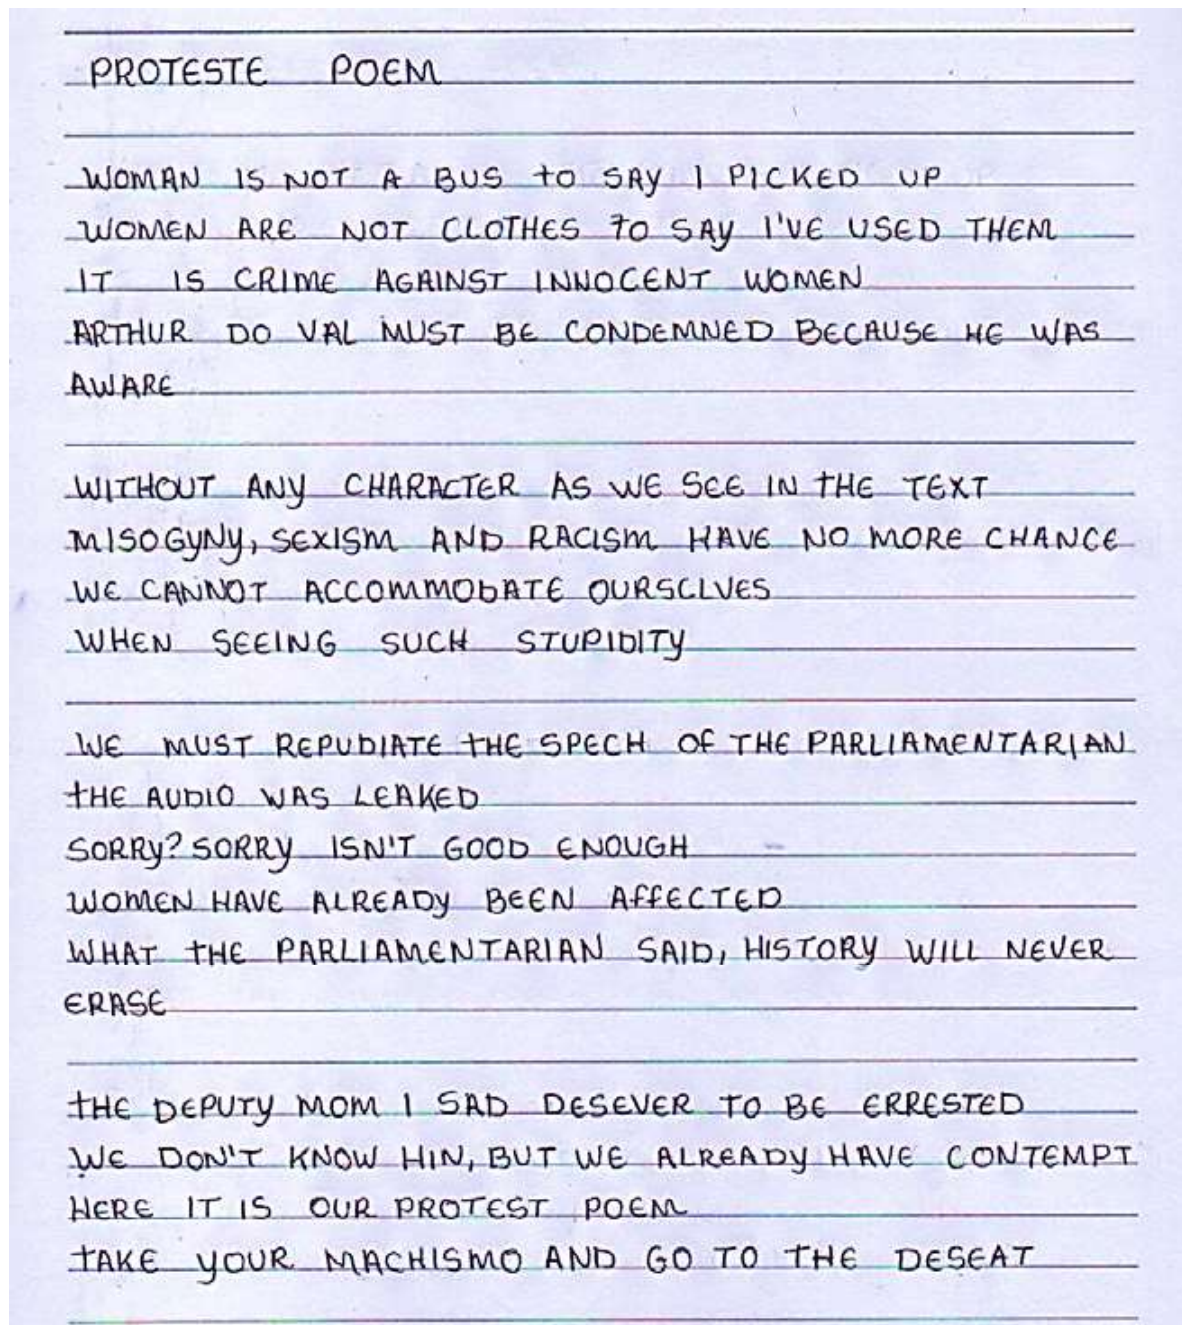 PROTESTE POEM
WOMAN IS NOT A BUS to SAY I PICKED UP
WOMEN ARE NOT CLOTHES to SAY I'VE USED THEM
IT IS CRIME AGAINST INNOCENT WOMEN
ARTHUR DO VAL MUST BE CONDEMNED BECAUSE HE WAS
AWARE
WITHOUT ANY CHARACTER AS WE SEE IN tHE TEXT
MISOGYNY, SEXISM AND RACISM HAVE NO MORE CHANCE
WE CANNOT ACCOMMODATE OURSCLVES
WHEN SEEING SUCH STUPIDITY
WE MUST REPUDIATE tHE SPECH OF THE PARLIAMENTARIAN
tHE AUDIO WAS LEAKED
SORRY? SORRY ISN'T GOOD ENOUGH
WOMEN HAVE ALREADY BEEN AFFECTED
WHAT tHE PARLIAMENTARIAN SAID, HISTORY WILL NEVER
ERASE
tHE DEPUTY MOM I SAD DESEVER TO BE ERRESTED
WE DON'T KNOW HIN, BUT WE ALREADY HAVE CONTEMPT
HERE IT IS OUR PROTEST POEM
tAKE YOUR MACHISMO AND GO TO THE DESEAT